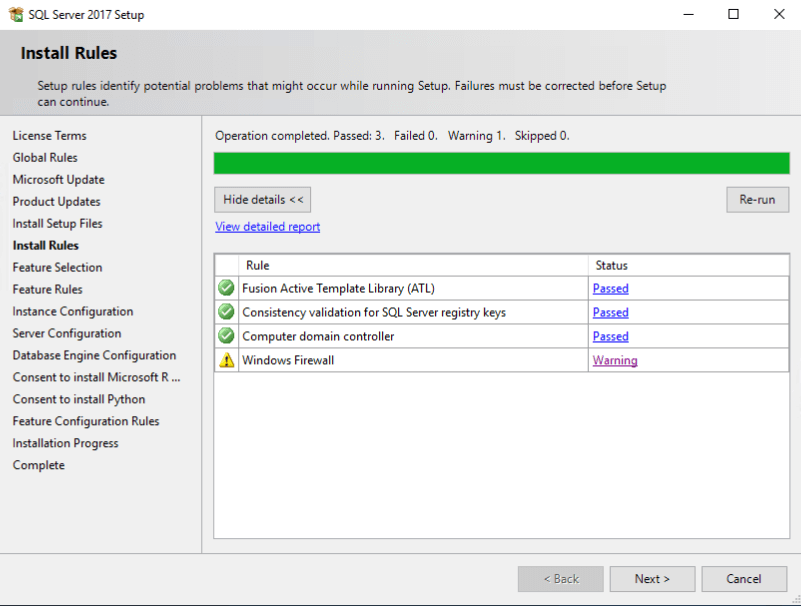 SQL Server 2017 Setup
Install Rules
Setup rules identify potential problems that might occur while running Setup. Failures must be corrected before Setup
can continue.
License Terms
Global Rules
Microsoft Update
Product Updates
Install Setup Files
Install Rules
Feature Selection
Feature Rules
Instance Configuration
Server Configuration
Database Engine Configuration
Consent to install Microsoft R ...
Consent to install Python
Feature Configuration Rules
Installation Progress
Complete
Operation completed. Passed: 3. Failed 0. Warning 1. Skipped 0.
Hide details <<
Re-run
View detailed report
Rule Status
Fusion Active Template Library (ATL) Passed
Consistency validation for SQL Server registry keys Passed
Computer domain controller Passed
Windows Firewall Warning
< Back Next > Cancel